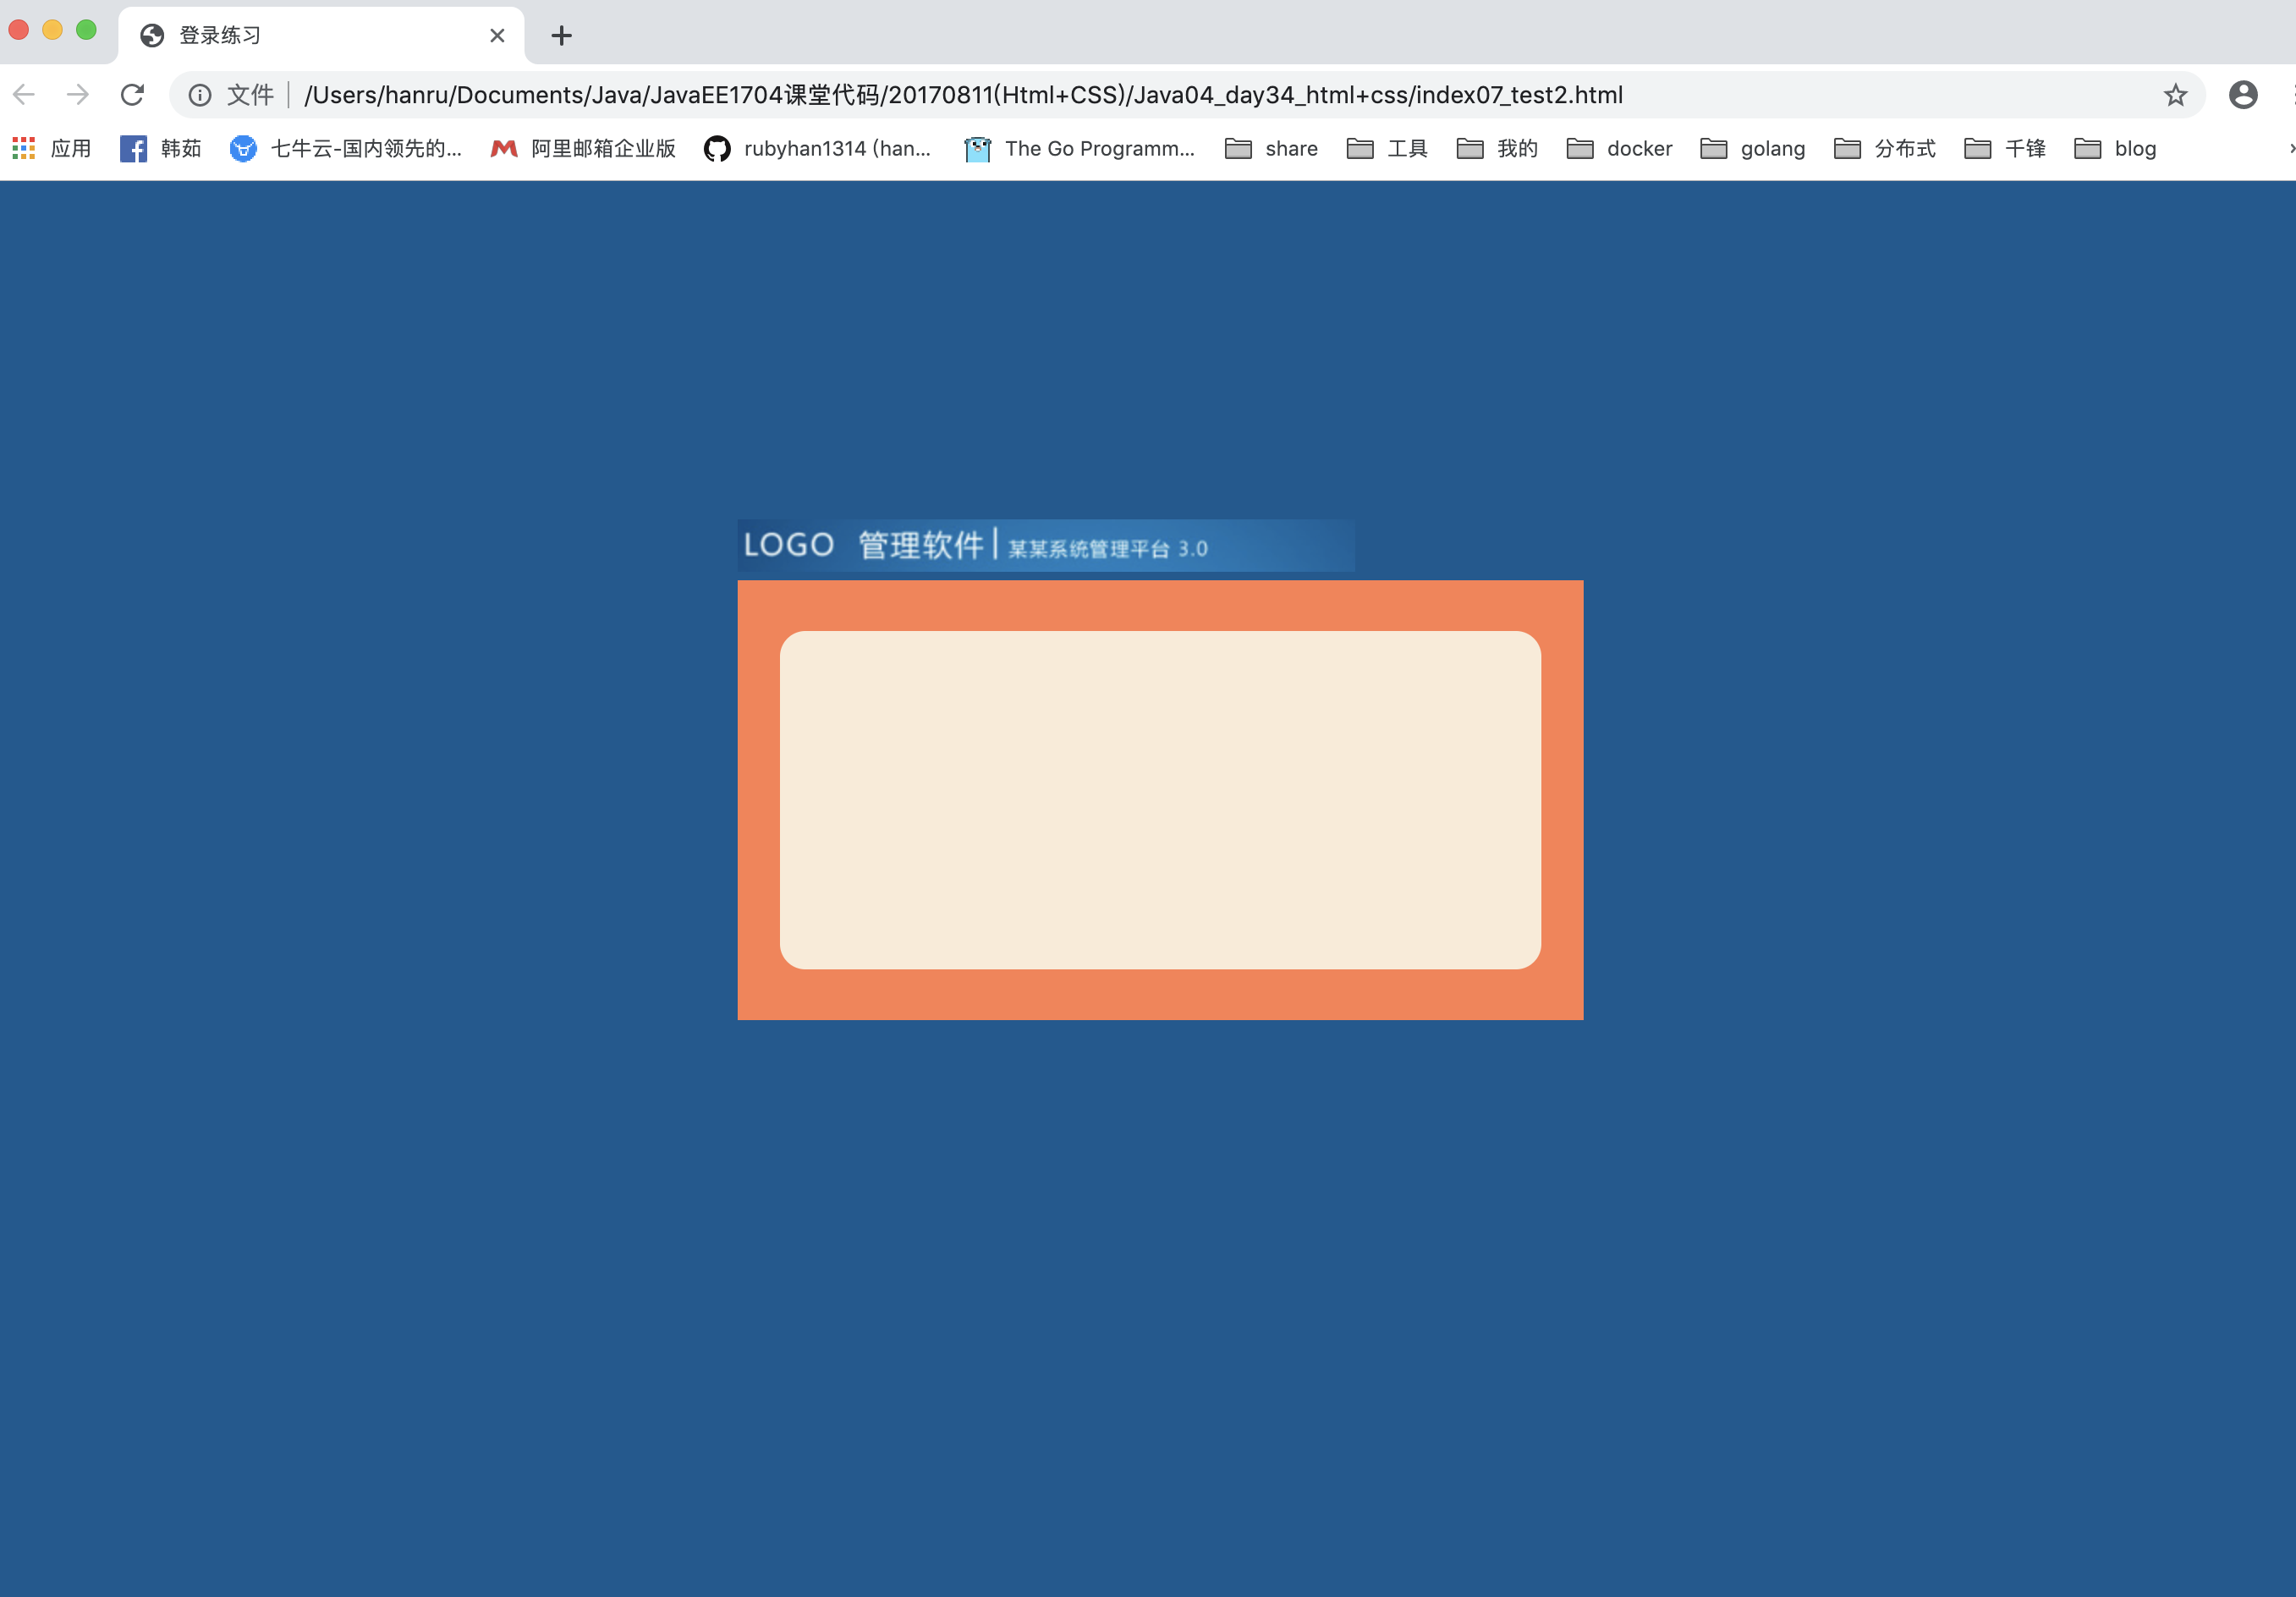 登录练习
文件 /Users/hanru/Documents/Java/JavaEE1704课堂代码/20170811(Html+CSS)/Java04_day34_html+css/index07_test2.html
应用 韩茹 七牛云-国内领先的... 阿里邮箱企业版 rubyhan1314 (han... The Go Programm... share 工具 我的 docker golang 分布式 千锋 blog
LOGO 管理软件 | 某某系统管理平台 3.0